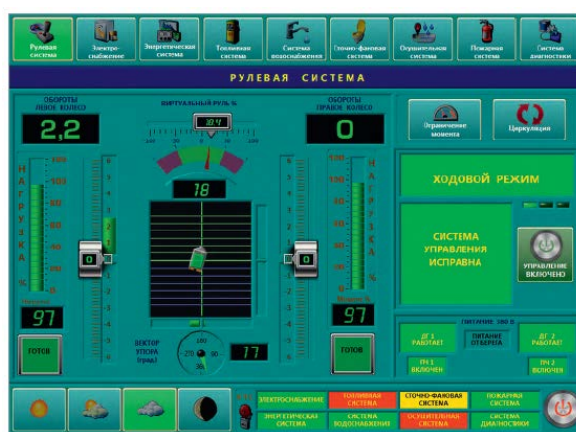 Рулевая
система
Электро-
снабжение
Энергетическая
система
Топливная
система
Система
водоснабжения
Сточно-фановая
система
Осушительная
система
Пожарная
система
Система
диагностики
РУЛЕВАЯ СИСТЕМА
ОБОРОТЫ
ЛЕВОЕ КОЛЕСО
2,2
ВИРТУАЛЬНЫЙ РУЛЬ %
ОБОРОТЫ
ПРАВОЕ КОЛЕСО
0
Ограничение
момента
Циркуляция
НАГРУЗКА %
18
НАГРУЗКА %
0
0
ХОДОВОЙ РЕЖИМ
СИСТЕМА
УПРАВЛЕНИЯ
ИСПРАВНА
УПРАВЛЕНИЕ
ВКЛЮЧЕНО
97
97
ГОТОВ
ВЕКТОР
УПОРА
(град.)
17
ГОТОВ
ДГ 1
РАБОТАЕТ
ПИТАНИЕ
ОТ БЕРЕГА
ДГ 2
РАБОТАЕТ
ПЧ 1
ВКЛЮЧЕН
ПЧ 2
ВКЛЮЧЕН
ЭЛЕКТРОСНАБЖЕНИЕ
ТОПЛИВНАЯ
СИСТЕМА
СТОЧНО-ФАНОВАЯ
СИСТЕМА
ПОЖАРНАЯ
СИСТЕМА
ЭНЕРГЕТИЧЕСКАЯ
СИСТЕМА
СИСТЕМА
ВОДОСНАБЖЕНИЯ
ОСУШИТЕЛЬНАЯ
СИСТЕМА
СИСТЕМА
ДИАГНОСТИКИ